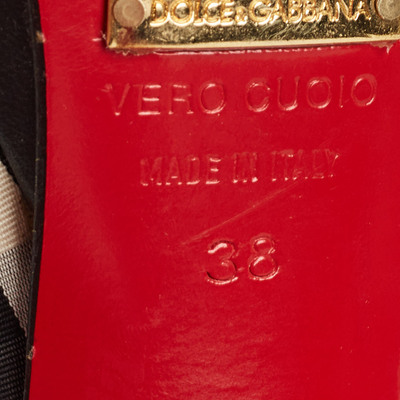 DOLCE&GABBANA
VERO CUOIO
MADE IN ITALY
38